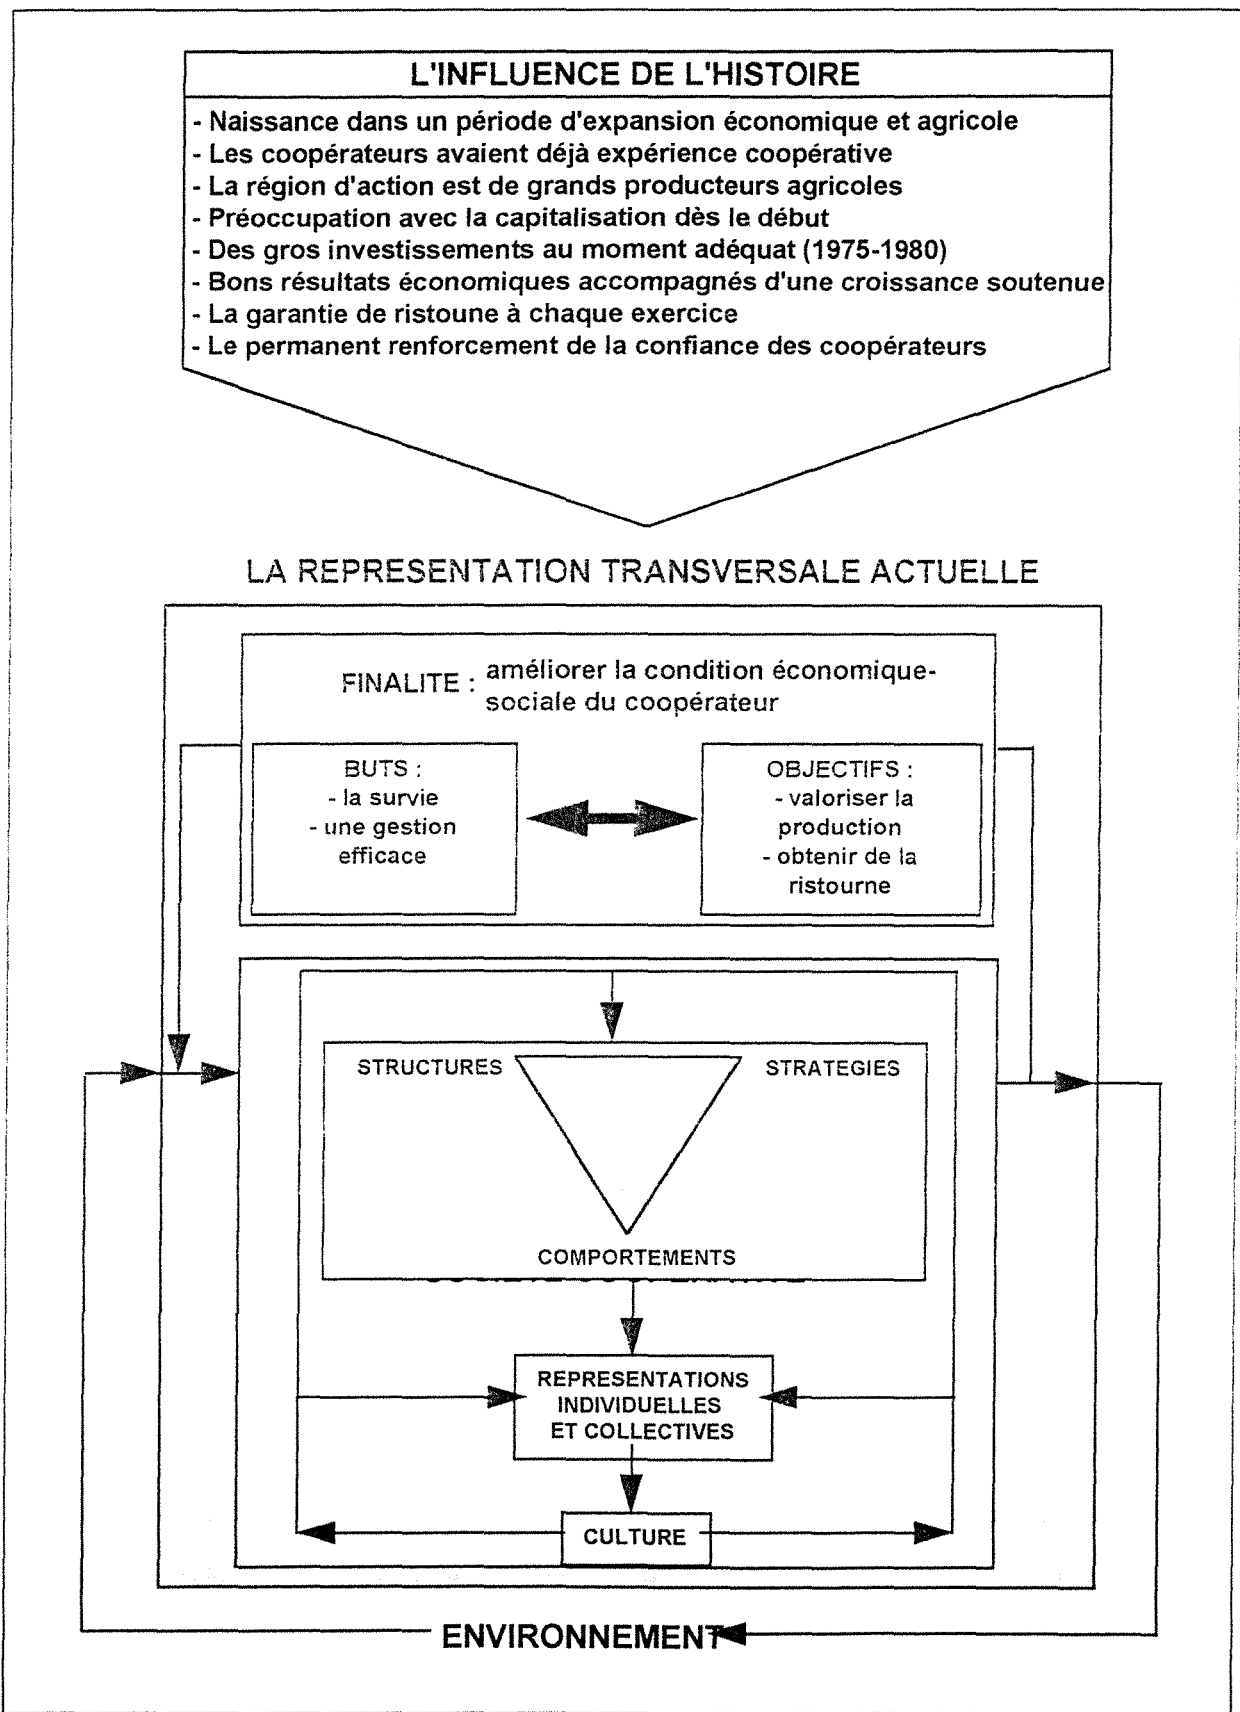 L'INFLUENCE DE L'HISTOIRE
- Naissance dans un période d'expansion économique et agricole
- Les coopérateurs avaient déjà expérience coopérative
- La région d'action est de grands producteurs agricoles
- Préoccupation avec la capitalisation dès le début
- Des gros investissements au moment adéquat (1975-1980)
- Bons résultats économiques accompagnés d'une croissance soutenue
- La garantie de ristoune à chaque exercice
- Le permanent renforcement de la confiance des coopérateurs
LA REPRESENTATION TRANSVERSALE ACTUELLE
FINALITE : améliorer la condition économique-
sociale du coopérateur
BUTS :
- la survie
- une gestion
efficace
OBJECTIFS :
- valoriser la
production
- obtenir de la
ristourne
STRUCTURES
STRATEGIES
COMPORTEMENTS
REPRESENTATIONS
INDIVIDUELLES
ET COLLECTIVES
CULTURE
ENVIRONNEMENT